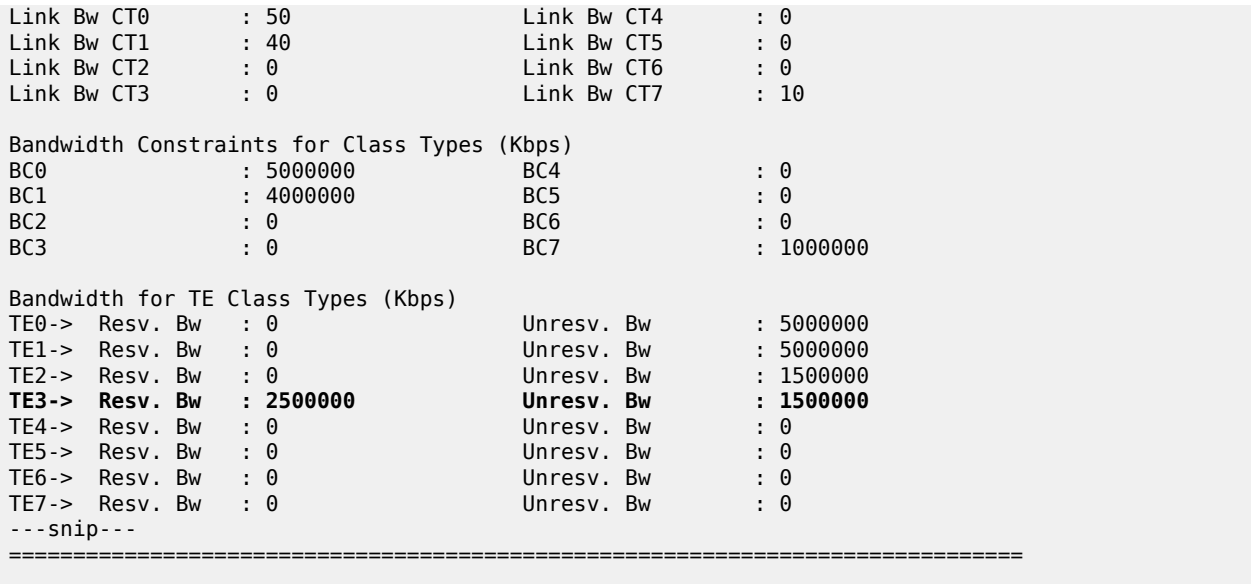 Link Bw CT0        : 50                  Link Bw CT4       : 0
Link Bw CT1        : 40                  Link Bw CT5       : 0
Link Bw CT2        : 0                   Link Bw CT6       : 0
Link Bw CT3        : 0                   Link Bw CT7       : 10
Bandwidth Constraints for Class Types (Kbps)
BC0                : 5000000             BC4               : 0
BC1                : 4000000             BC5               : 0
BC2                : 0                   BC6               : 0
BC3                : 0                   BC7               : 1000000
Bandwidth for TE Class Types (Kbps)
TE0->  Resv. Bw   : 0                   Unresv. Bw        : 5000000
TE1->  Resv. Bw   : 0                   Unresv. Bw        : 5000000
TE2->  Resv. Bw   : 0                   Unresv. Bw        : 1500000
TE3->  Resv. Bw   : 2500000             Unresv. Bw        : 1500000
TE4->  Resv. Bw   : 0                   Unresv. Bw        : 0
TE5->  Resv. Bw   : 0                   Unresv. Bw        : 0
TE6->  Resv. Bw   : 0                   Unresv. Bw        : 0
TE7->  Resv. Bw   : 0                   Unresv. Bw        : 0
---snip---
===============================================================================